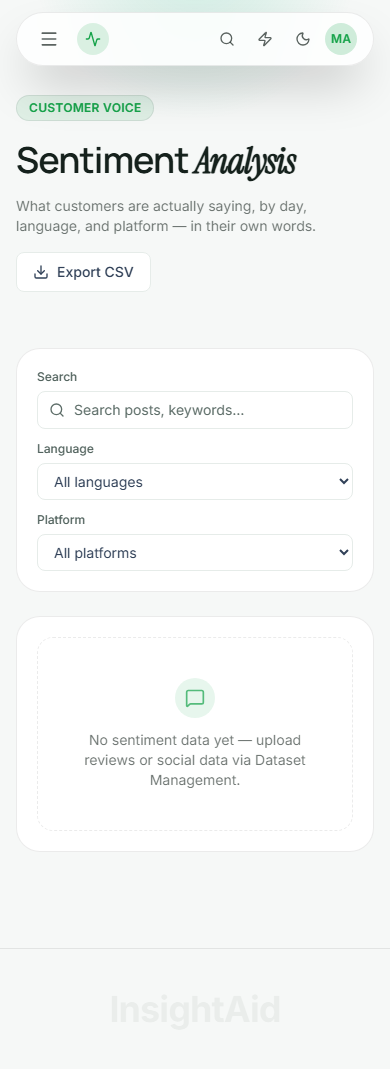 MA
CUSTOMER VOICE
Sentiment Analysis
What customers are actually saying, by day,
language, and platform — in their own words.
Export CSV
Search
Search posts, keywords...
Language
All languages
Platform
All platforms
No sentiment data yet — upload
reviews or social data via Dataset
Management.
InsightAid